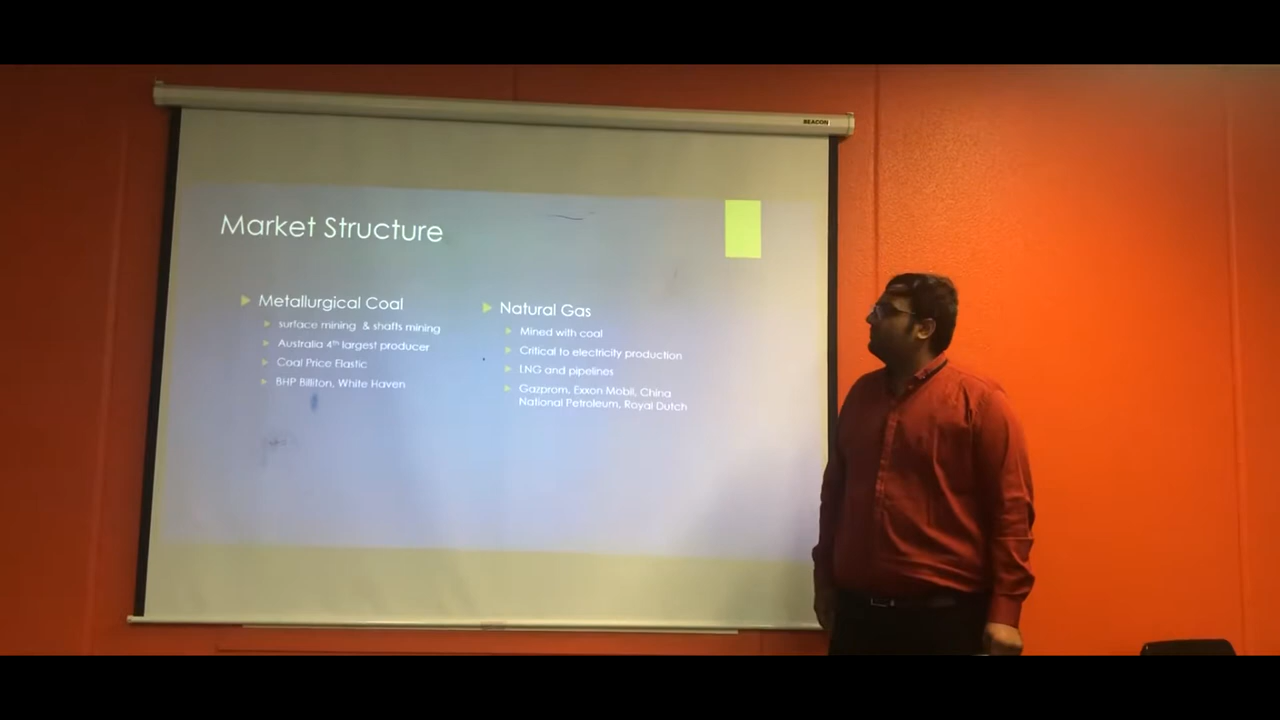 BEACON
Market Structure
Metallurgical Coal
surface mining & shafts mining
Australia 4th largest producer
Coal Price Elastic
BHP Billiton, White Haven
Natural Gas
Mined with coal
Critical to electricity production
LNG and pipelines
Gazprom, Exxon Mobil, China
National Petroleum, Royal Dutch